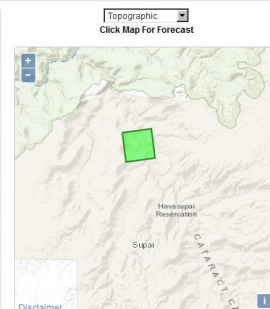 Topographic
Click Map For Forecast
+
−
Havasupai
Reservation
Supai
CATARACT C
Disclaimer
i